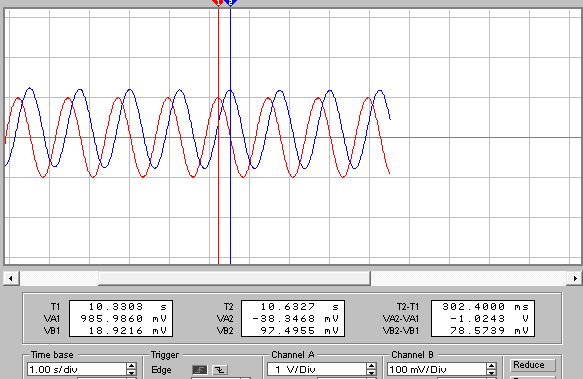 1 2
T1 10.3303 s T2 10.6327 s T2-T1 302.4000 ms
VA1 985.9860 mV VA2 -38.3468 mV VA2-VA1 -1.0243 V
VB1 18.9216 mV VB2 97.4955 mV VB2-VB1 78.5739 mV
Time base Trigger Channel A Channel B Reduce
1.00 s/div Edge 1 V/Div 100 mV/Div